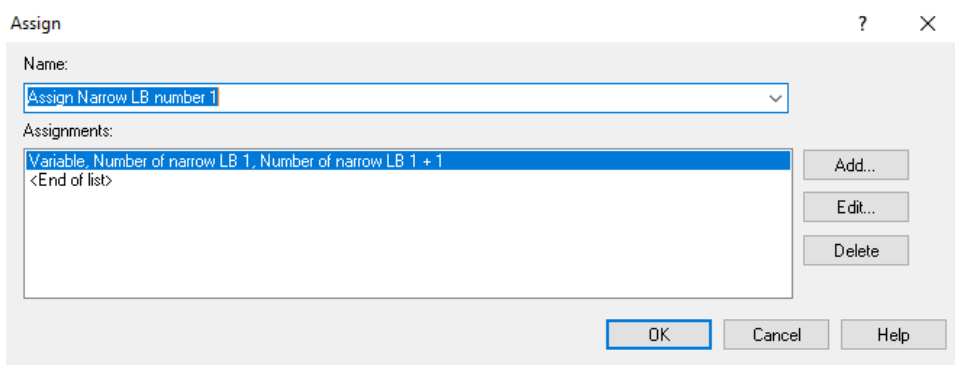 Assign
?
Name:
Assign Narrow LB number 1
Assignments:
Variable, Number of narrow LB 1, Number of narrow LB 1 + 1
<End of list>
Add...
Edit...
Delete
OK
Cancel
Help